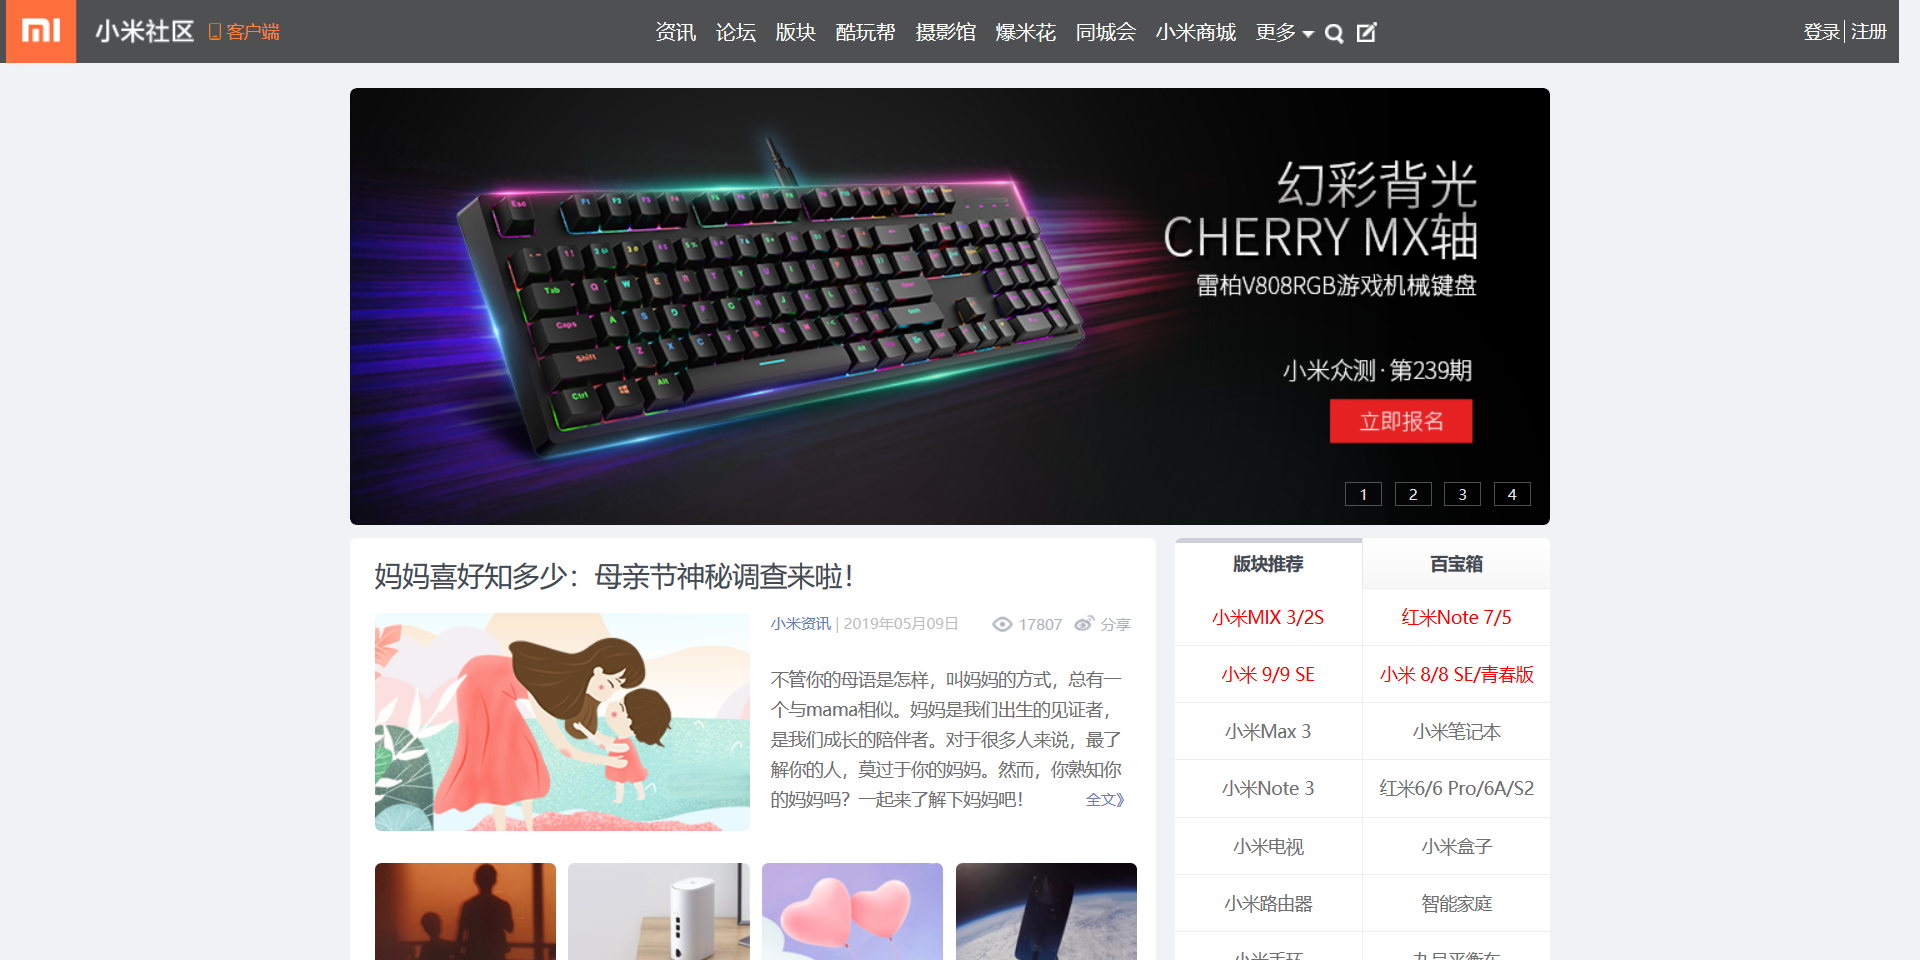 小米社区 客户端 资讯 论坛 版块 酷玩帮 摄影馆 爆米花 同城会 小米商城 更多 登录 | 注册
幻彩背光
CHERRY MX轴
雷柏V808RGB游戏机械键盘
小米众测·第239期
立即报名
1 2 3 4
妈妈喜好知多少：母亲节神秘调查来啦！
小米资讯 | 2019年05月09日 17807 分享
不管你的母语是怎样，叫妈妈的方式，总有一
个与mama相似。妈妈是我们出生的见证者，
是我们成长的陪伴者。对于很多人来说，最了
解你的人，莫过于你的妈妈。然而，你熟知你
的妈妈吗？一起来了解下妈妈吧！ 全文》
版块推荐 百宝箱
小米MIX 3/2S 红米Note 7/5
小米 9/9 SE 小米 8/8 SE/青春版
小米Max 3 小米笔记本
小米Note 3 红米6/6 Pro/6A/S2
小米电视 小米盒子
小米路由器 智能家庭
小米手环 九号平衡车